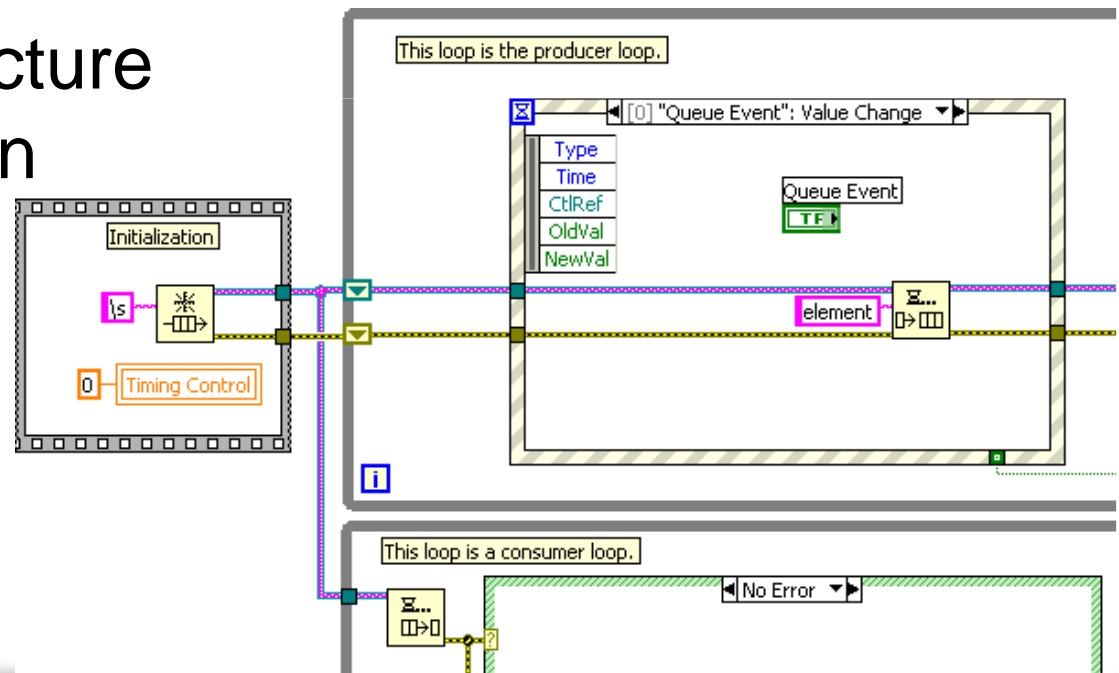 cture
n
This loop is the producer loop.
[0] "Queue Event": Value Change
Type
Time
CtlRef
OldVal
NewVal
Queue Event
TF
Initialization
\s
element
0
Timing Control
i
This loop is a consumer loop.
No Error
?